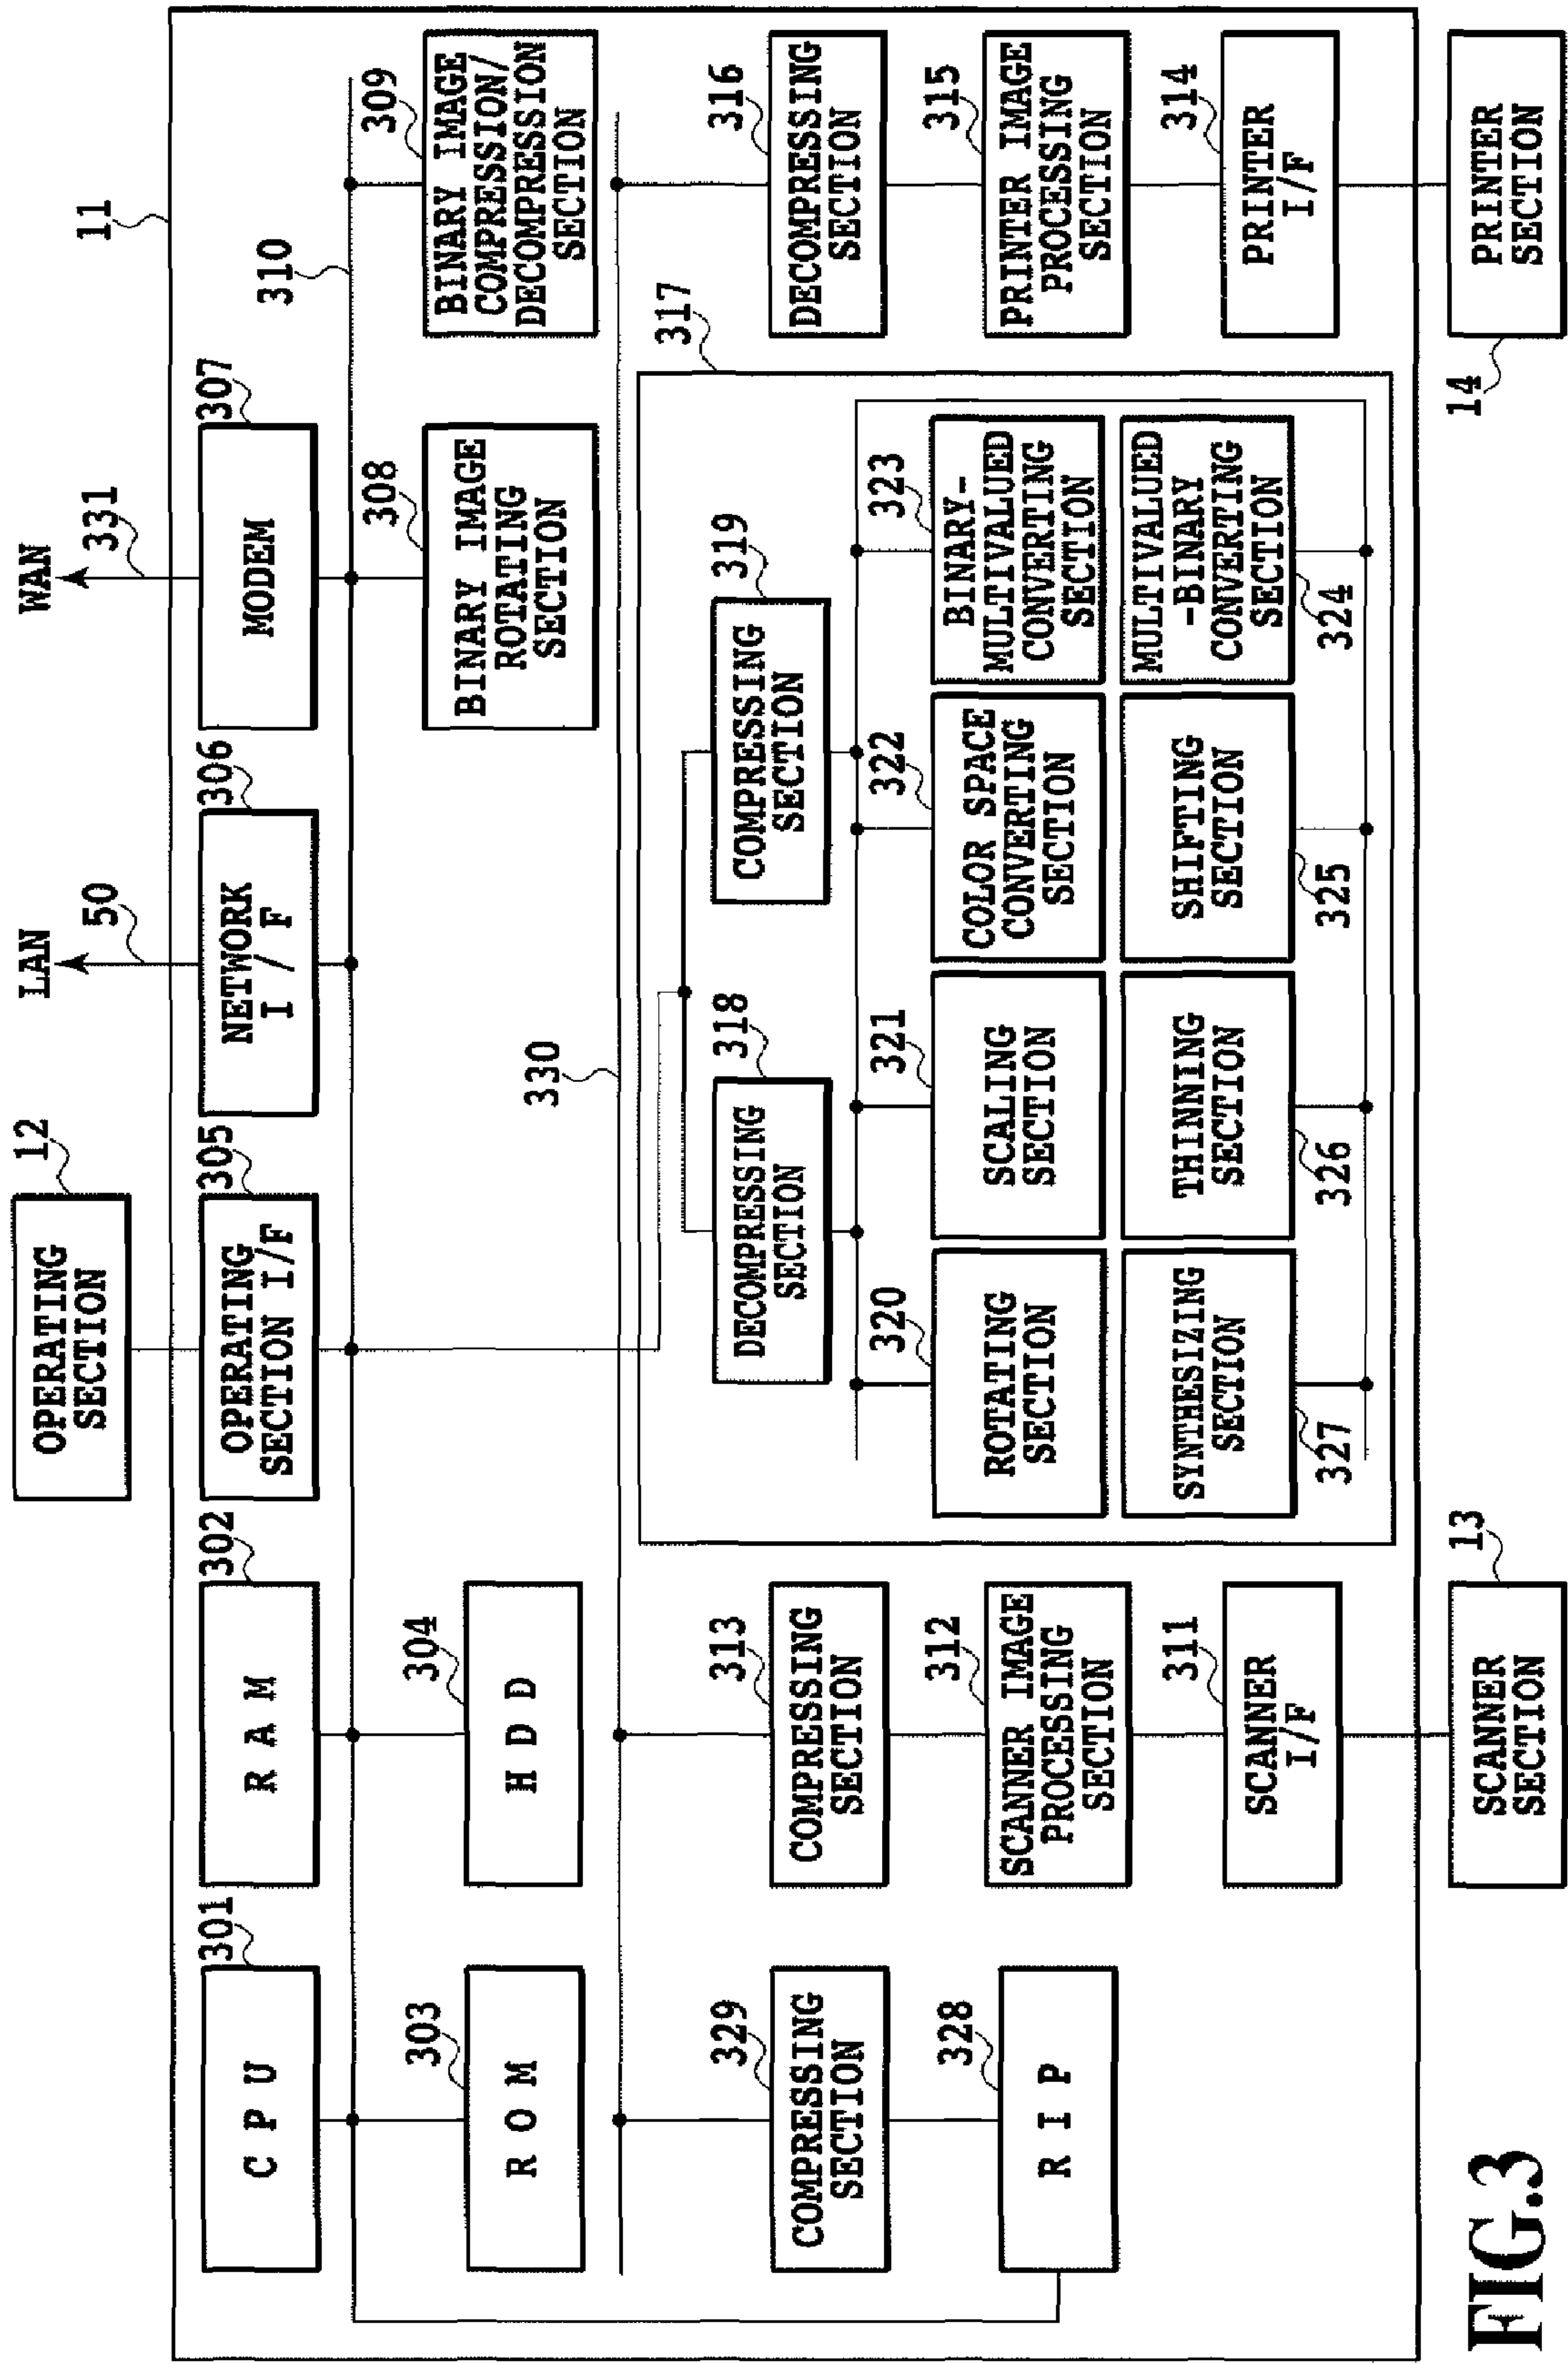 OPERATING
SECTION
12
LAN
50
WAN
331
11
CPU
301
RAM
302
OPERATING
SECTION I/F
305
NETWORK
I/F
306
MODEM
307
310
ROM
303
HDD
304
BINARY IMAGE
ROTATING
SECTION
308
BINARY IMAGE
COMPRESSION/
DECOMPRESSION
SECTION
309
330
317
COMPRESSING
SECTION
329
COMPRESSING
SECTION
313
DECOMPRESSING
SECTION
318
COMPRESSING
SECTION
319
DECOMPRESSING
SECTION
316
RIP
328
SCANNER IMAGE
PROCESSING
SECTION
312
ROTATING
SECTION
320
SCALING
SECTION
321
COLOR SPACE
CONVERTING
SECTION
322
BINARY-
MULTIVALUED
CONVERTING
SECTION
323
PRINTER IMAGE
PROCESSING
SECTION
315
SCANNER
I/F
311
SYNTHESIZING
SECTION
327
THINNING
SECTION
326
SHIFTING
SECTION
325
MULTIVALUED
-BINARY
CONVERTING
SECTION
324
PRINTER
I/F
314
SCANNER
SECTION
13
PRINTER
SECTION
14
FIG.3